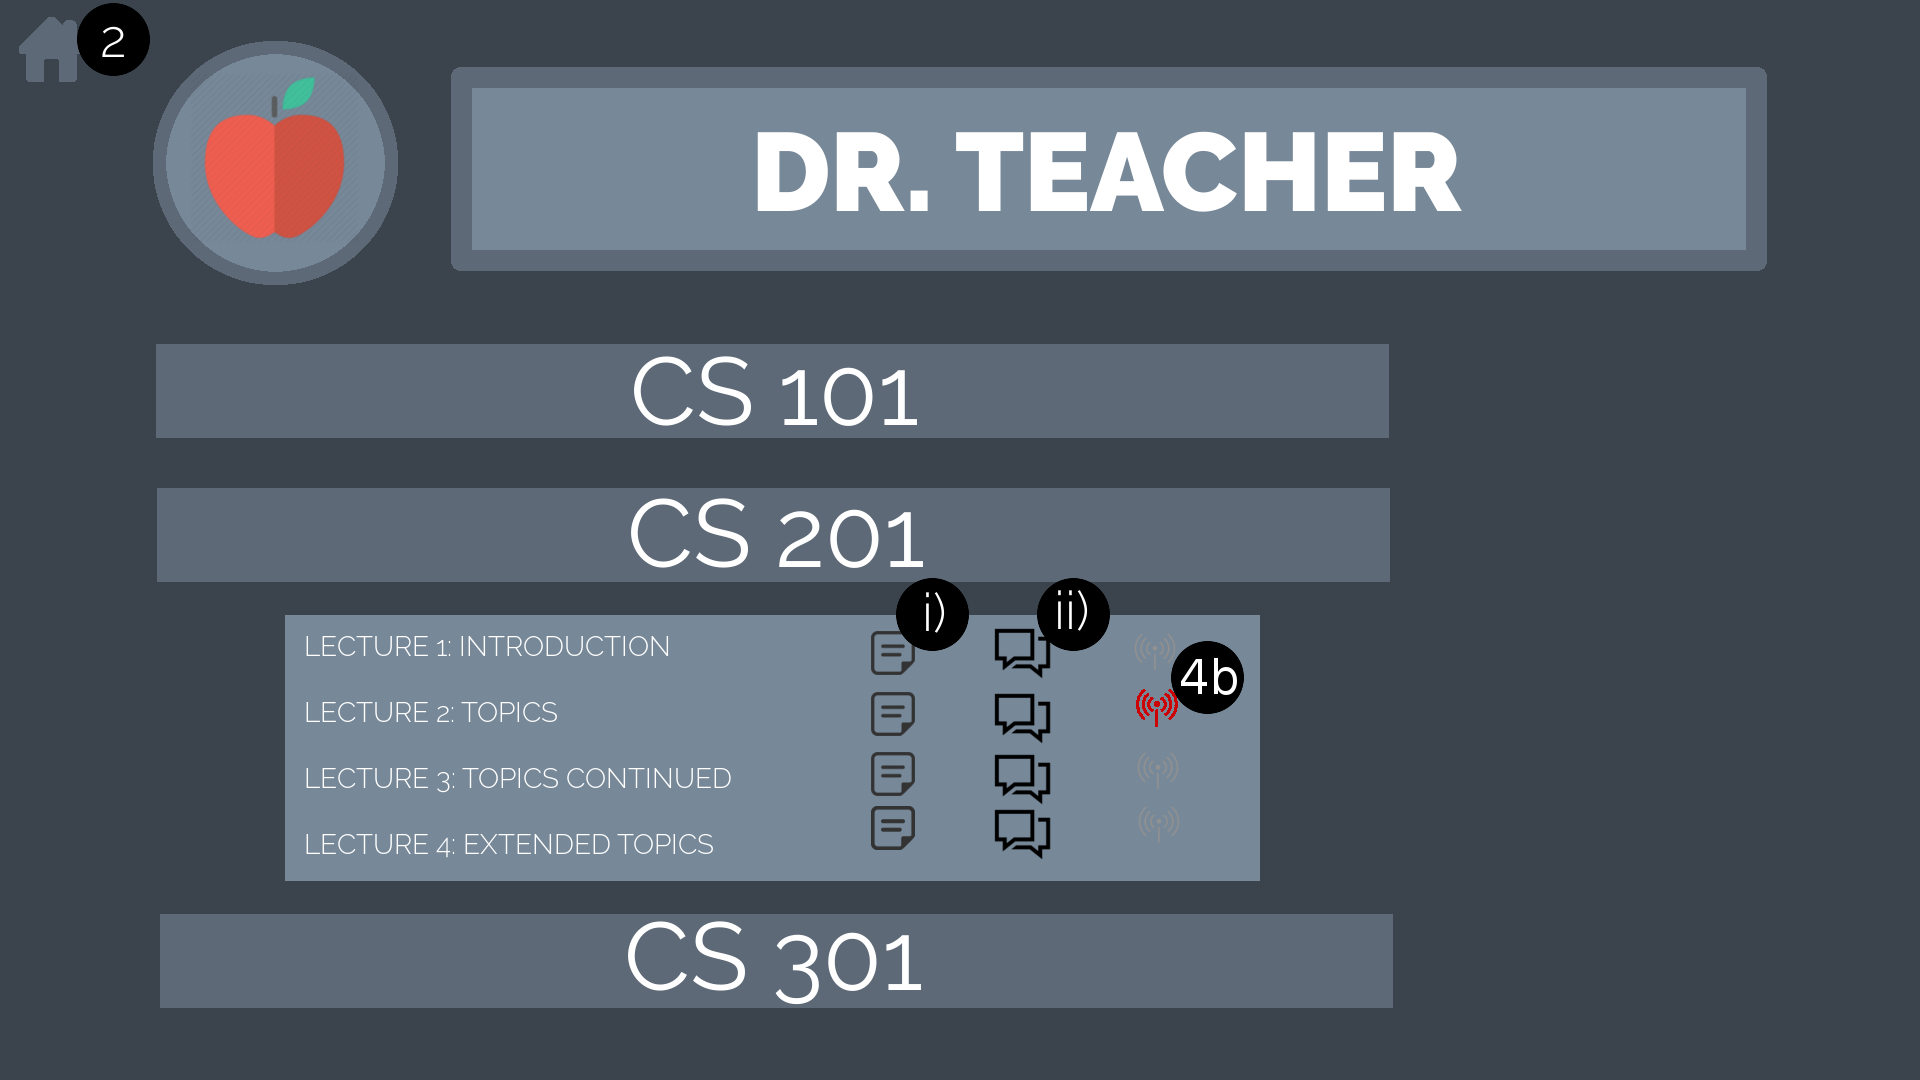 2
DR. TEACHER
CS 101
CS 201
i) ii)
LECTURE 1: INTRODUCTION
4b
LECTURE 2: TOPICS
LECTURE 3: TOPICS CONTINUED
LECTURE 4: EXTENDED TOPICS
CS 301